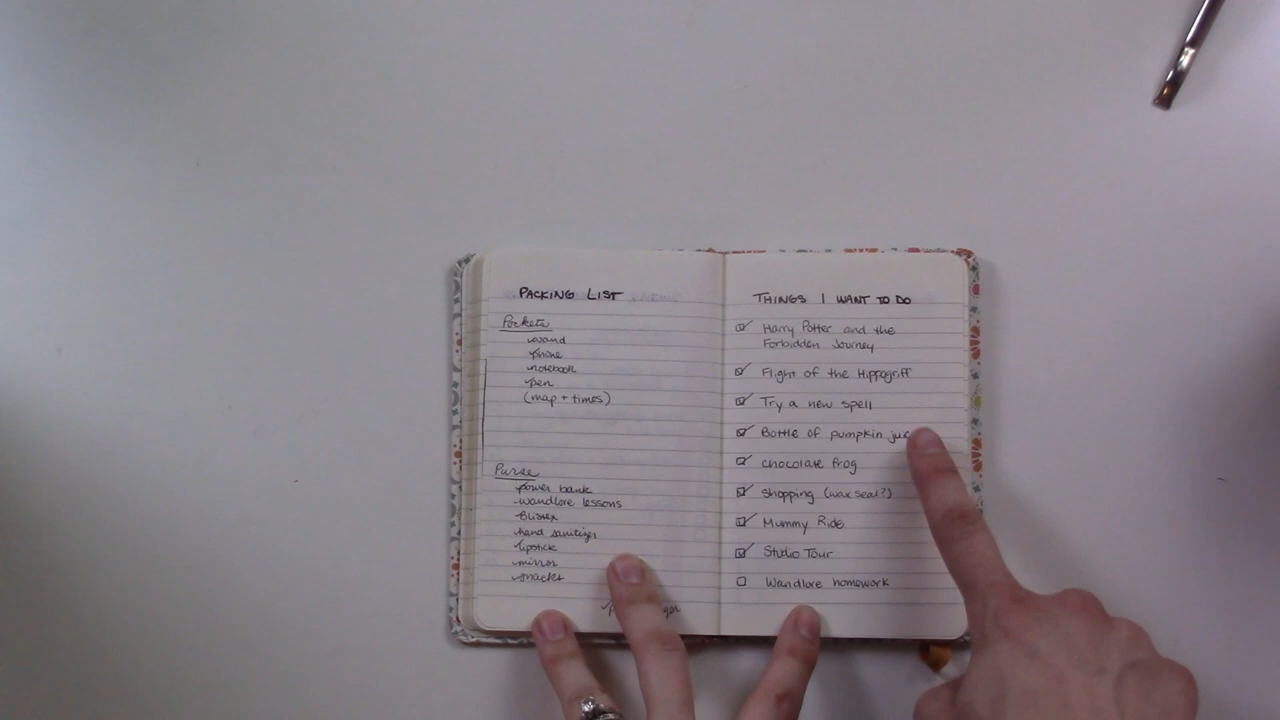 PACKING LIST
Pockets
wand
phone
notebook
pen
(map + times)
Purse
power bank
wandlore lessons
Blistex
hand sanitizer
lipstick
mirror
snacks
THINGS I WANT TO DO
Harry Potter and the
Forbidden Journey
Flight of the Hippogriff
Try a new spell
Bottle of pumpkin
chocolate frog
shopping (wax seal?)
Mummy Ride
Studio Tour
Wandlore homework